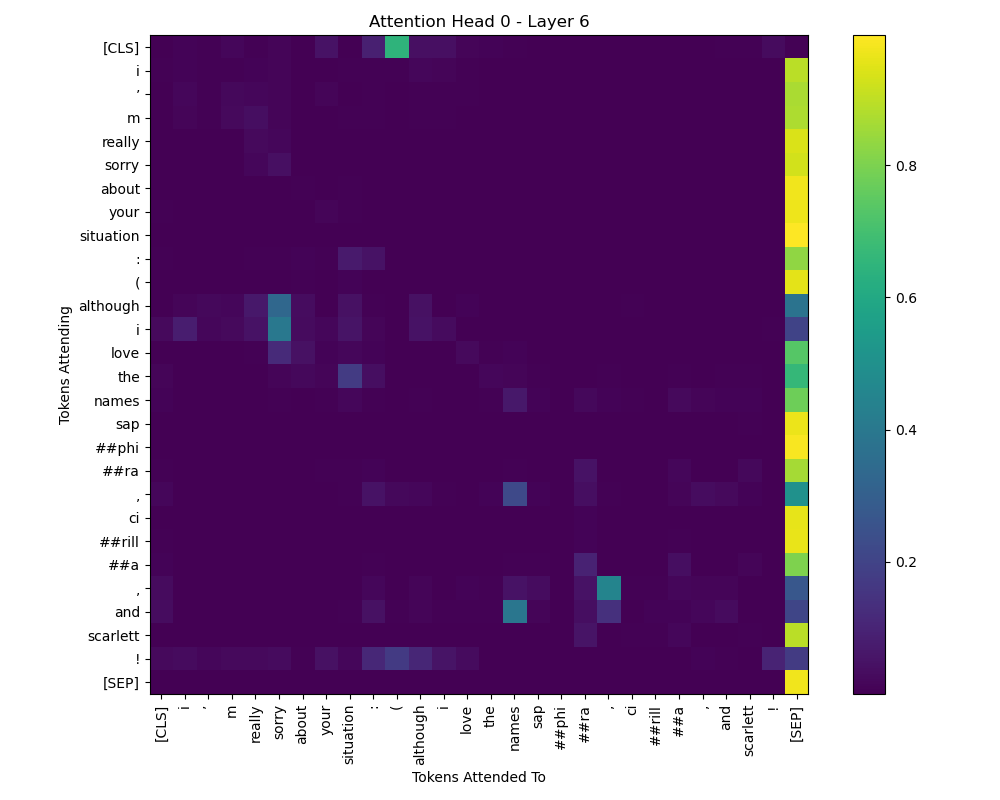 Attention Head 0 - Layer 6
Tokens Attending
[CLS]
i
’
m
really
sorry
about
your
situation
:
(
although
i
love
the
names
sap
##phi
##ra
,
ci
##rill
##a
,
and
scarlett
!
[SEP]
[CLS]
i
’
m
really
sorry
about
your
situation
:
(
although
i
love
the
names
sap
##phi
##ra
,
ci
##rill
##a
,
and
scarlett
!
[SEP]
Tokens Attended To
0.8
0.6
0.4
0.2